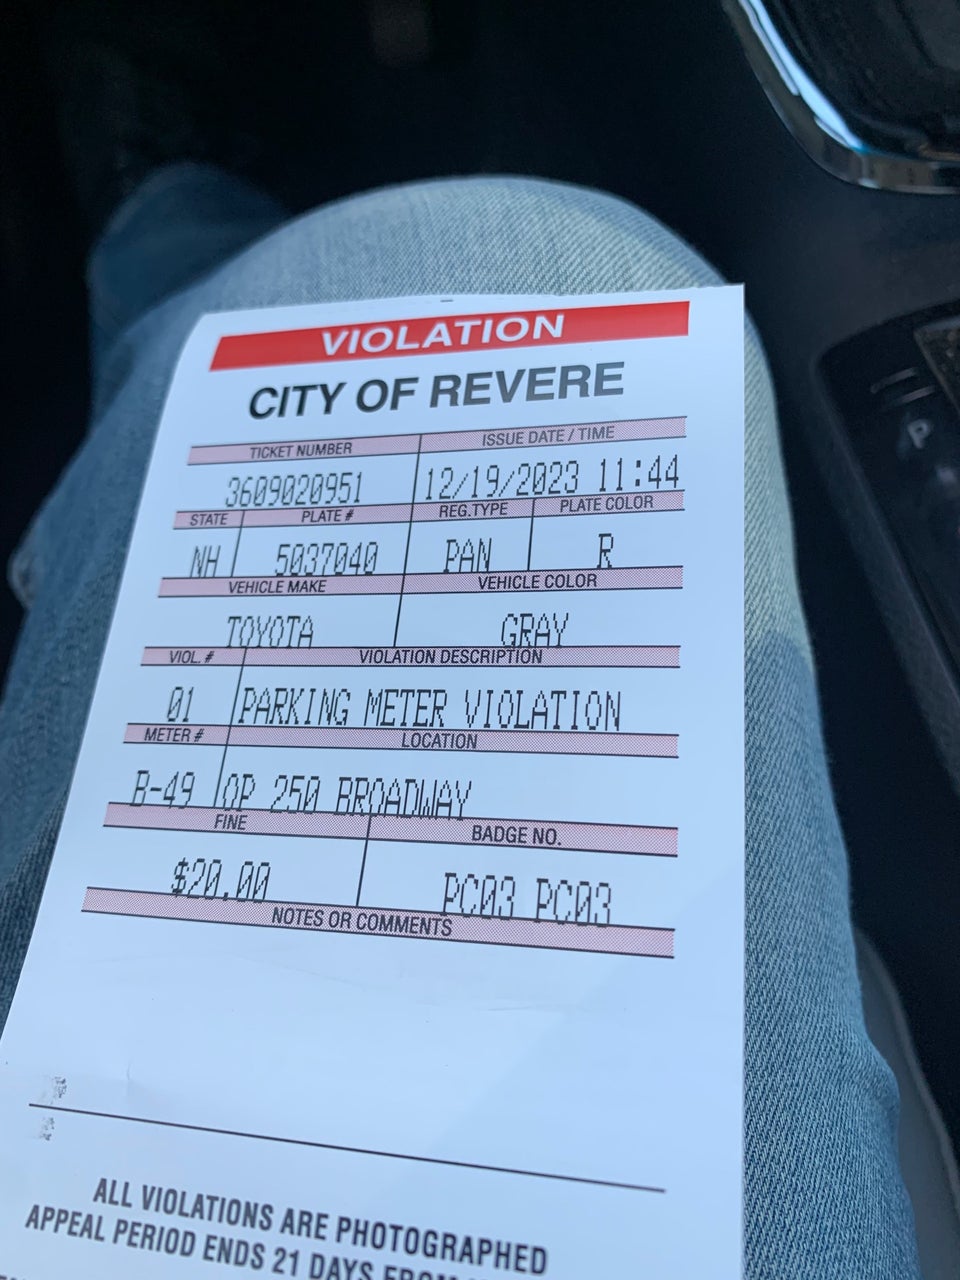 VIOLATION
CITY OF REVERE
TICKET NUMBER ISSUE DATE / TIME
3609020951 12/19/2023 11:44
STATE PLATE # REG.TYPE PLATE COLOR
NH 5037040 PAN R
VEHICLE MAKE VEHICLE COLOR
TOYOTA GRAY
VIOL. # VIOLATION DESCRIPTION
01 PARKING METER VIOLATION
METER # LOCATION
B-49 OP 250 BROADWAY
FINE BADGE NO.
$20.00 PC03 PC03
NOTES OR COMMENTS
ALL VIOLATIONS ARE PHOTOGRAPHED
APPEAL PERIOD ENDS 21 DAYS FROM
P